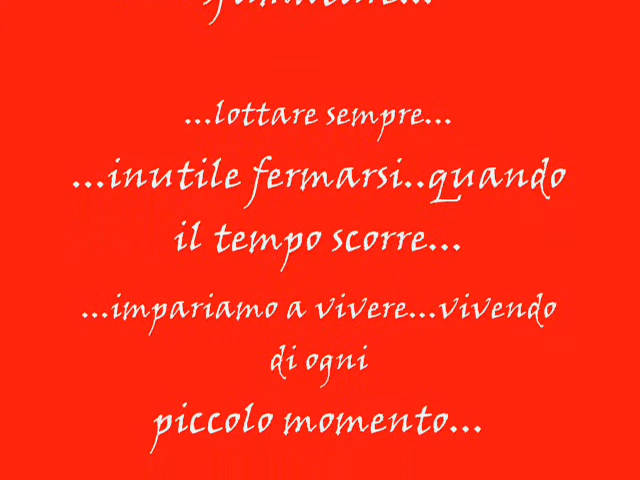 ...lottare sempre...
...inutile fermarsi..quando
il tempo scorre...
...impariamo a vivere...vivendo
di ogni
piccolo momento...